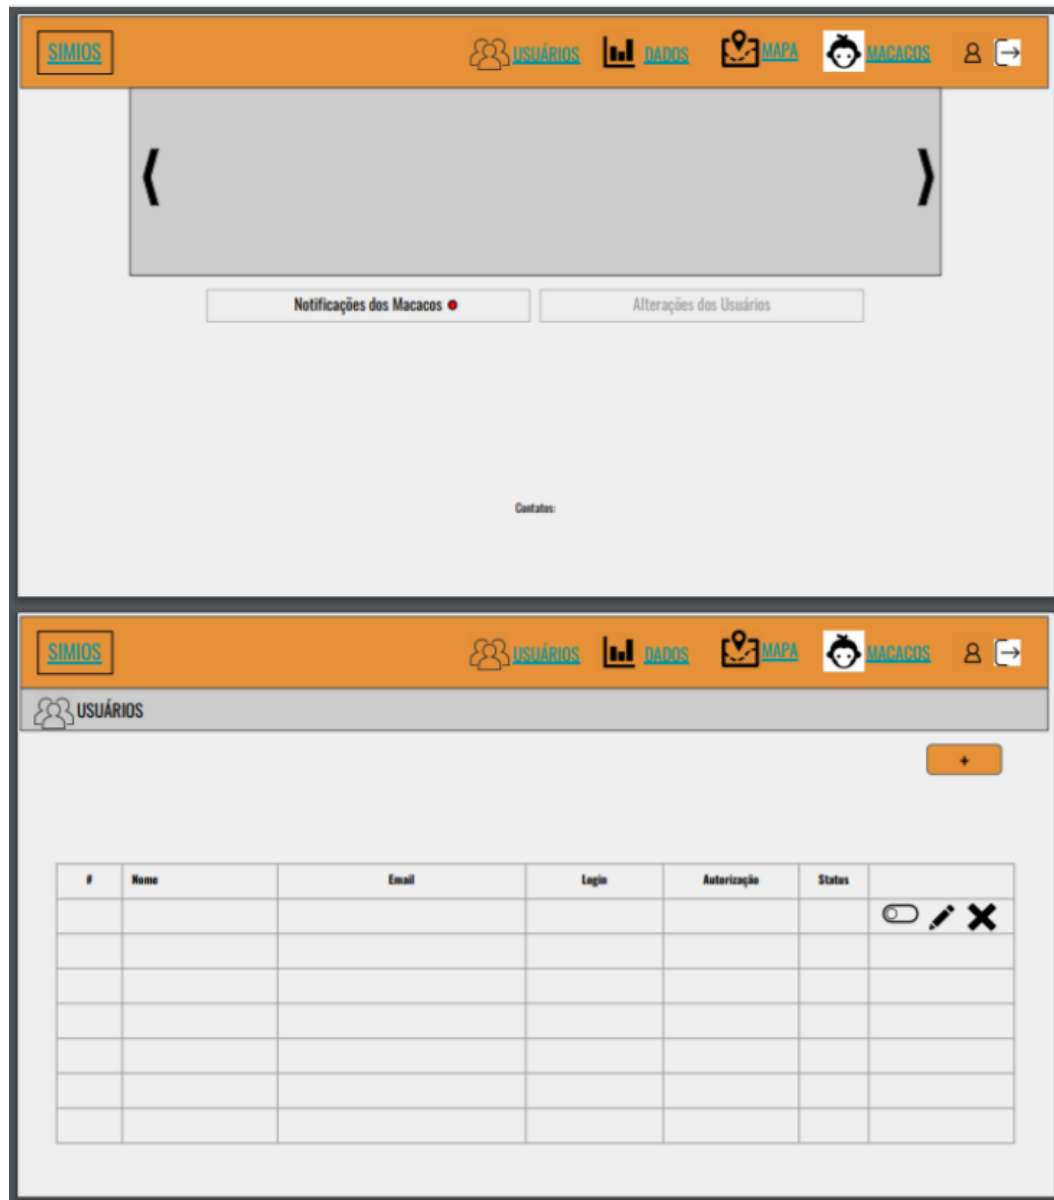 SIMIOS USUÁRIOS DADOS MAPA MACACOS
Notificações dos Macacos Alterações dos Usuários
Contatos:
SIMIOS USUÁRIOS DADOS MAPA MACACOS
USUÁRIOS
+
# Nome Email Login Autorização Status